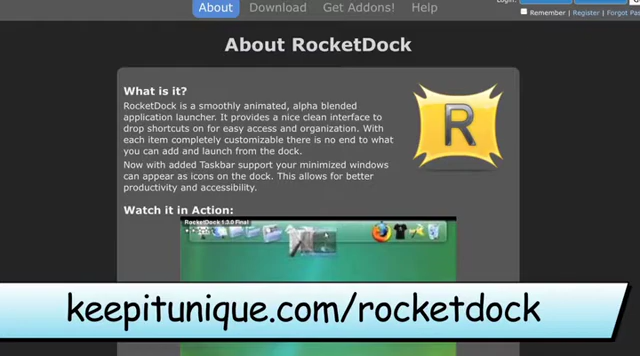 Login:
About Download Get Addons! Help
Remember | Register | Forgot Pas
About RocketDock
What is it?
RocketDock is a smoothly animated, alpha blended
application launcher. It provides a nice clean interface to
drop shortcuts on for easy access and organization. With
each item completely customizable there is no end to what
you can add and launch from the dock.
Now with added Taskbar support your minimized windows
can appear as icons on the dock. This allows for better
productivity and accessibility.
R
Watch it in Action:
RocketDock 1.3.0 Final
keepitunique.com/rocketdock